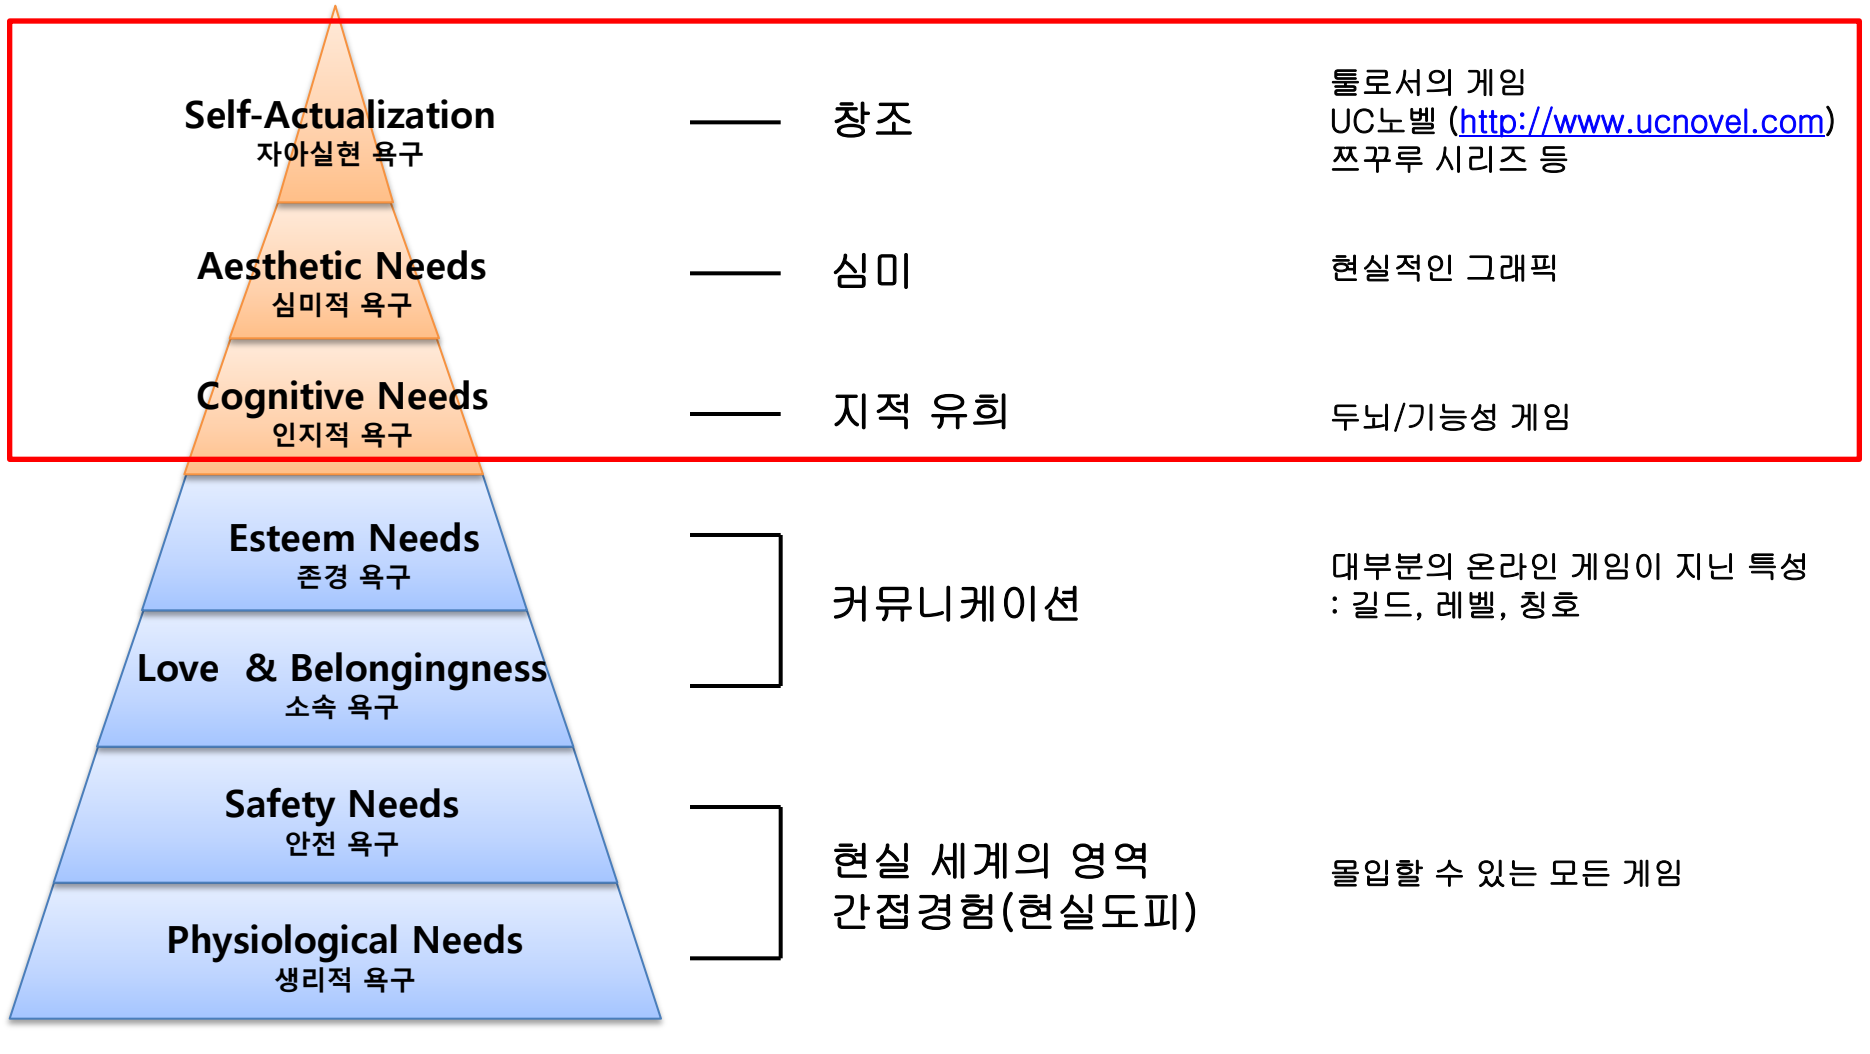 Self-Actualization
자아실현 욕구
창조
툴로서의 게임
UC노벨 (http://www.ucnovel.com)
쯔꾸루 시리즈 등
Aesthetic Needs
심미적 욕구
심미
현실적인 그래픽
Cognitive Needs
인지적 욕구
지적 유희
두뇌/기능성 게임
Esteem Needs
존경 욕구
커뮤니케이션
대부분의 온라인 게임이 지닌 특성
: 길드, 레벨, 칭호
Love & Belongingness
소속 욕구
Safety Needs
안전 욕구
현실 세계의 영역
간접경험(현실도피)
몰입할 수 있는 모든 게임
Physiological Needs
생리적 욕구